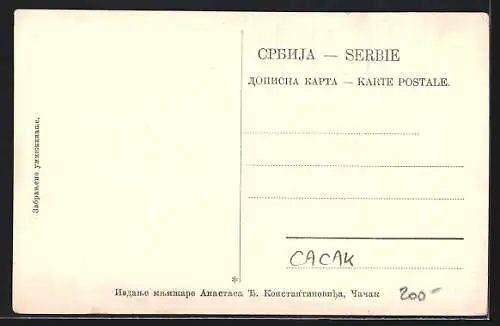 СРБИЈА — SERBIE
ДОПИСНА КАРТА — KARTE POSTALE.
Забрањено умножавање.
CACAK
*
Издање књижаре Анастаса Ђ. Константиновића, Чачак
200-